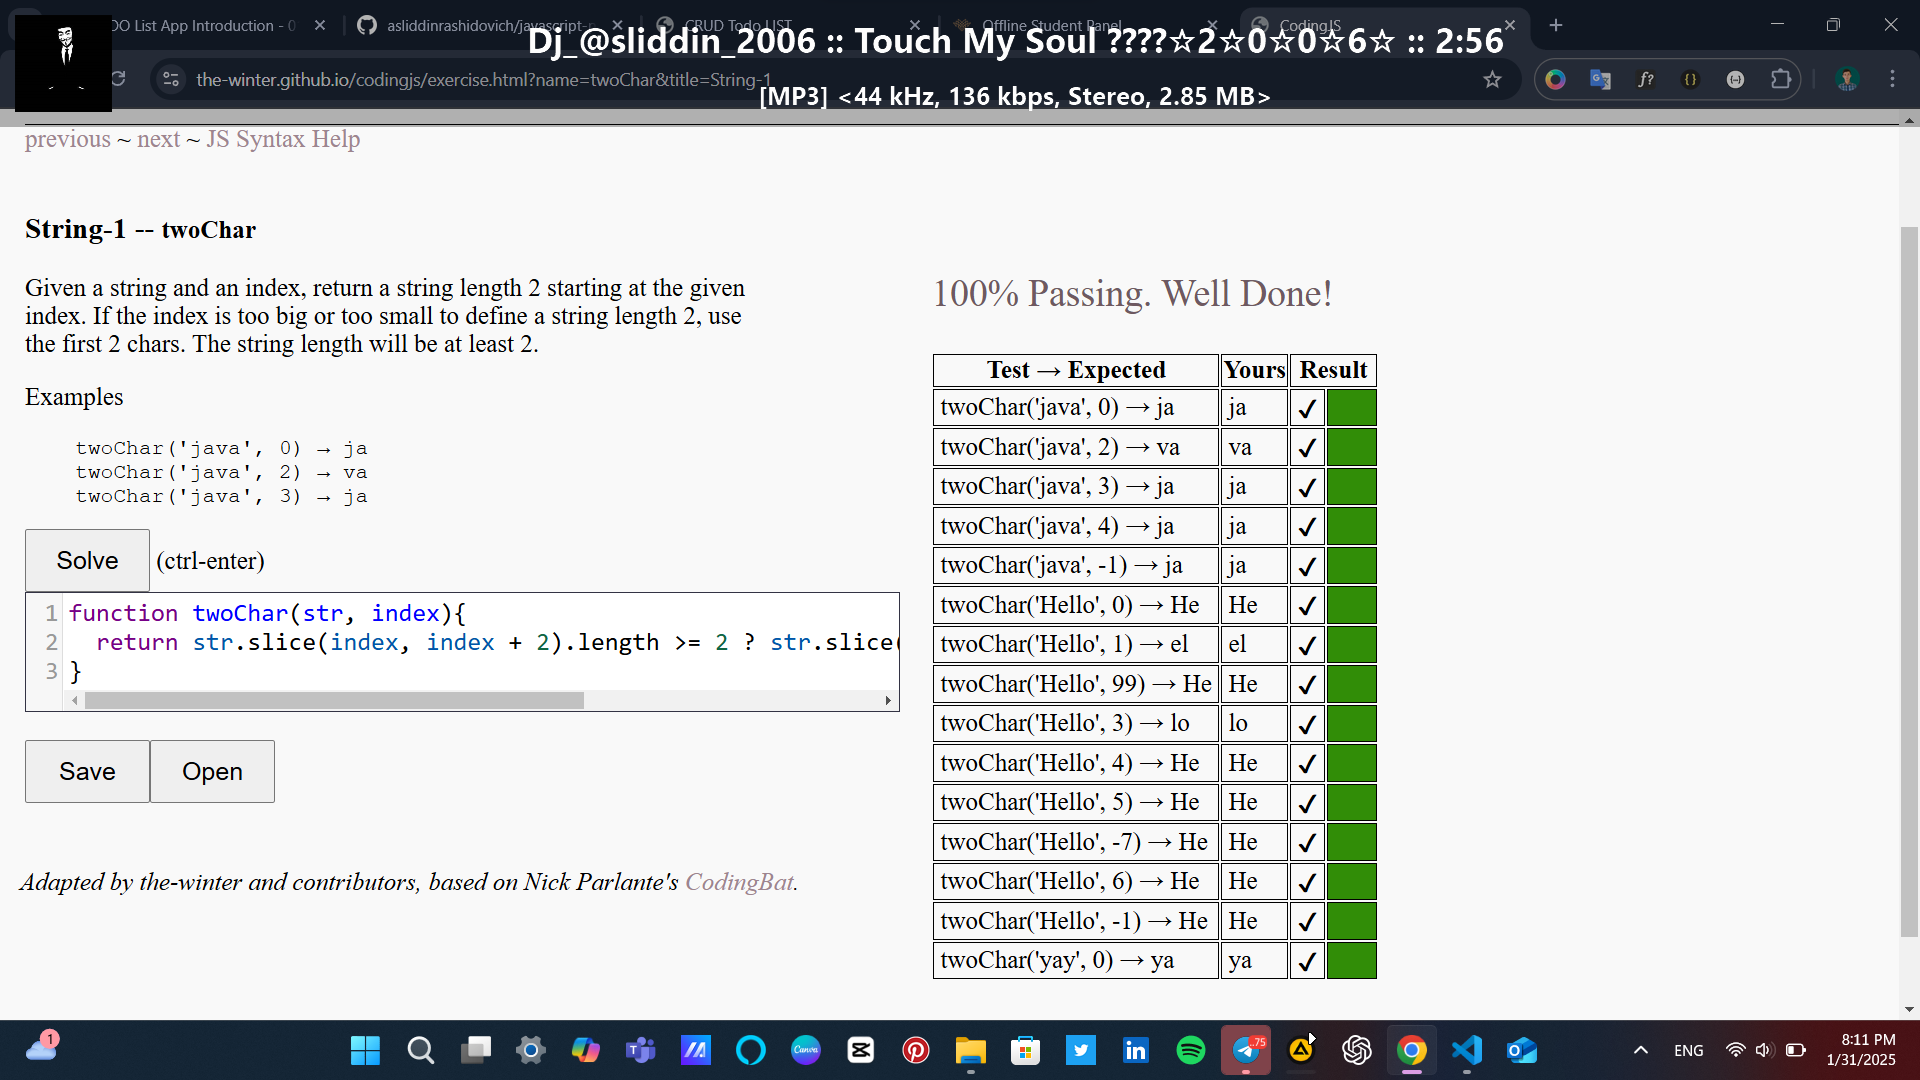 DO List App Introduction - 0
asliddinrashidovich/javascript-p
CRUD Todo LIST
Offline Student Panel
CodingJS
Dj_@sliddin_2006 :: Touch My Soul ????☆2☆0☆0☆6☆ :: 2:56
the-winter.github.io/codingjs/exercise.html?name=twoChar&title=String-1
[MP3] <44 kHz, 136 kbps, Stereo, 2.85 MB>
previous ~ next ~ JS Syntax Help
String-1 -- twoChar
Given a string and an index, return a string length 2 starting at the given
index. If the index is too big or too small to define a string length 2, use
the first 2 chars. The string length will be at least 2.
Examples
twoChar('java', 0) → ja
twoChar('java', 2) → va
twoChar('java', 3) → ja
Solve (ctrl-enter)
1 function twoChar(str, index){
2 return str.slice(index, index + 2).length >= 2 ? str.slice(
3 }
Save Open
Adapted by the-winter and contributors, based on Nick Parlante's CodingBat.
100% Passing. Well Done!
Test → Expected Yours Result
twoChar('java', 0) → ja ja ✓
twoChar('java', 2) → va va ✓
twoChar('java', 3) → ja ja ✓
twoChar('java', 4) → ja ja ✓
twoChar('java', -1) → ja ja ✓
twoChar('Hello', 0) → He He ✓
twoChar('Hello', 1) → el el ✓
twoChar('Hello', 99) → He He ✓
twoChar('Hello', 3) → lo lo ✓
twoChar('Hello', 4) → He He ✓
twoChar('Hello', 5) → He He ✓
twoChar('Hello', -7) → He He ✓
twoChar('Hello', 6) → He He ✓
twoChar('Hello', -1) → He He ✓
twoChar('yay', 0) → ya ya ✓
1
Canva
.75
ENG
8:11 PM
1/31/2025